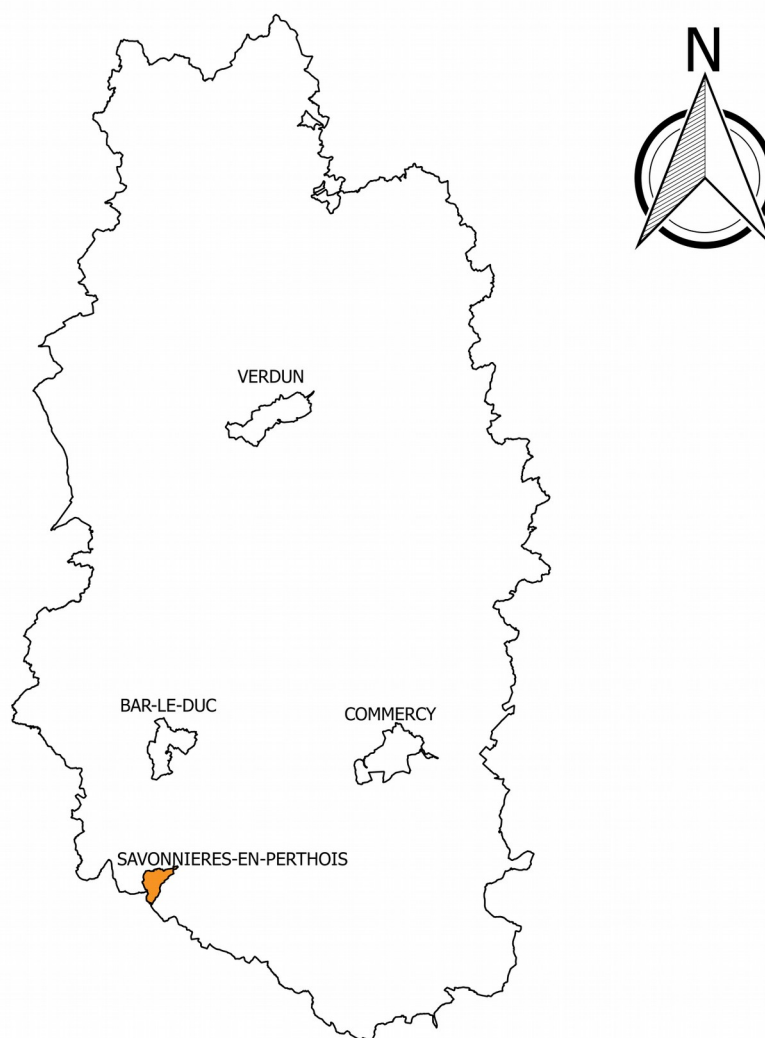 N
VERDUN
BAR-LE-DUC
COMMERCY
SAVONNIERES-EN-PERTHOIS